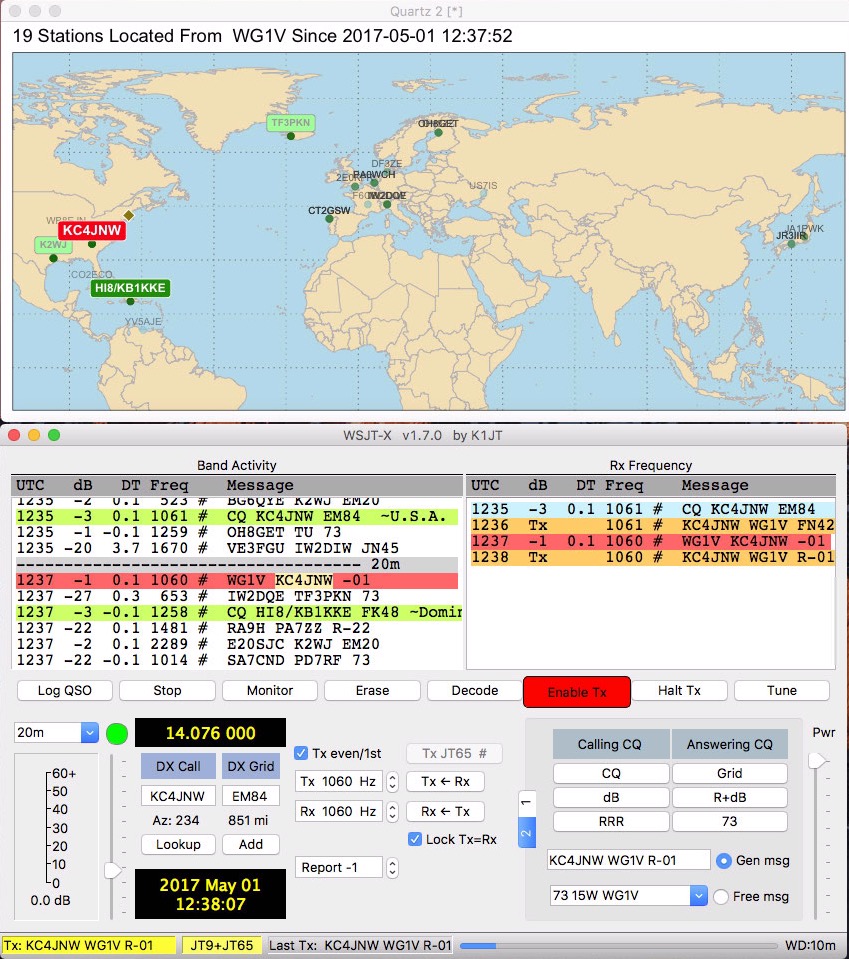 Quartz 2 [*]
19 Stations Located From WG1V Since 2017-05-01 12:37:52
TF3PKN
DF3ZE
US7IS
CT2GSW
KC4JNW
K2WJ
CO2ECO
HI8/KB1KKE
YV5AJE
JA1PWK
JR3IIR
WSJT-X v1.7.0 by K1JT
Band Activity
UTC dB DT Freq Message
1235 -2 0.1 523 # BG6QYE K2WJ EM20
1235 -3 0.1 1061 # CQ KC4JNW EM84 ~U.S.A.
1235 -1 -0.1 1259 # OH8GET TU 73
1235 -20 3.7 1670 # VE3FGU IW2DIW JN45
------------------------------------ 20m
1237 -1 0.1 1060 # WG1V KC4JNW -01
1237 -27 0.3 653 # IW2DQE TF3PKN 73
1237 -3 -0.1 1258 # CQ HI8/KB1KKE FK48 ~Domin
1237 -22 0.1 1481 # RA9H PA7ZZ R-22
1237 -2 0.1 2289 # E20SJC K2WJ EM20
1237 -22 -0.1 1014 # SA7CND PD7RF 73
Rx Frequency
UTC dB DT Freq Message
1235 -3 0.1 1061 # CQ KC4JNW EM84
1236 Tx 1061 # KC4JNW WG1V FN42
1237 -1 0.1 1060 # WG1V KC4JNW -01
1238 Tx 1060 # KC4JNW WG1V R-01
Log QSO Stop Monitor Erase Decode Enable Tx Halt Tx Tune
20m
14.076 000
DX Call DX Grid
KC4JNW EM84
Az: 234 851 mi
Lookup Add
2017 May 01
12:38:07
60+
50
40
30
20
10
0
0.0 dB
Tx even/1st
Tx JT65 #
Tx 1060 Hz
Tx ← Rx
Rx 1060 Hz
Rx ← Tx
Lock Tx=Rx
Report -1
1
2
Calling CQ Answering CQ
CQ Grid
dB R+dB
RRR 73
KC4JNW WG1V R-01 Gen msg
73 15W WG1V Free msg
Pwr
Tx: KC4JNW WG1V R-01 JT9+JT65 Last Tx: KC4JNW WG1V R-01 WD:10m